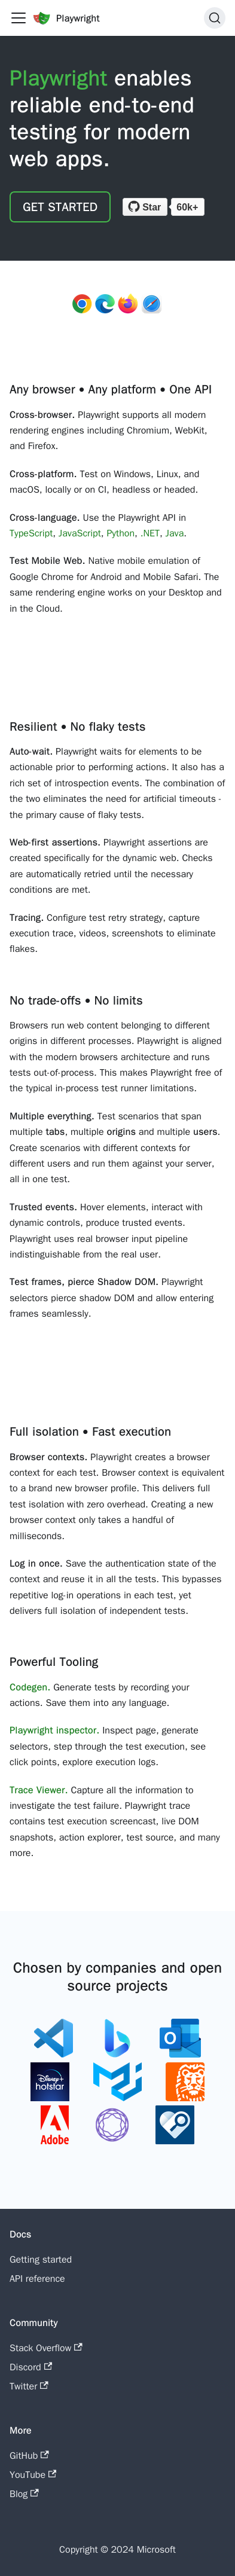 Playwright
Playwright enables
reliable end-to-end
testing for modern
web apps.
GET STARTED
Star
60k+
Any browser • Any platform • One API
Cross-browser. Playwright supports all modern
rendering engines including Chromium, WebKit,
and Firefox.
Cross-platform. Test on Windows, Linux, and
macOS, locally or on CI, headless or headed.
Cross-language. Use the Playwright API in
TypeScript, JavaScript, Python, .NET, Java.
Test Mobile Web. Native mobile emulation of
Google Chrome for Android and Mobile Safari. The
same rendering engine works on your Desktop and
in the Cloud.
Resilient • No flaky tests
Auto-wait. Playwright waits for elements to be
actionable prior to performing actions. It also has a
rich set of introspection events. The combination of
the two eliminates the need for artificial timeouts -
the primary cause of flaky tests.
Web-first assertions. Playwright assertions are
created specifically for the dynamic web. Checks
are automatically retried until the necessary
conditions are met.
Tracing. Configure test retry strategy, capture
execution trace, videos, screenshots to eliminate
flakes.
No trade-offs • No limits
Browsers run web content belonging to different
origins in different processes. Playwright is aligned
with the modern browsers architecture and runs
tests out-of-process. This makes Playwright free of
the typical in-process test runner limitations.
Multiple everything. Test scenarios that span
multiple tabs, multiple origins and multiple users.
Create scenarios with different contexts for
different users and run them against your server,
all in one test.
Trusted events. Hover elements, interact with
dynamic controls, produce trusted events.
Playwright uses real browser input pipeline
indistinguishable from the real user.
Test frames, pierce Shadow DOM. Playwright
selectors pierce shadow DOM and allow entering
frames seamlessly.
Full isolation • Fast execution
Browser contexts. Playwright creates a browser
context for each test. Browser context is equivalent
to a brand new browser profile. This delivers full
test isolation with zero overhead. Creating a new
browser context only takes a handful of
milliseconds.
Log in once. Save the authentication state of the
context and reuse it in all the tests. This bypasses
repetitive log-in operations in each test, yet
delivers full isolation of independent tests.
Powerful Tooling
Codegen. Generate tests by recording your
actions. Save them into any language.
Playwright inspector. Inspect page, generate
selectors, step through the test execution, see
click points, explore execution logs.
Trace Viewer. Capture all the information to
investigate the test failure. Playwright trace
contains test execution screencast, live DOM
snapshots, action explorer, test source, and many
more.
Chosen by companies and open
source projects
Disney+
hotstar
Adobe
Docs
Getting started
API reference
Community
Stack Overflow
Discord
Twitter
More
GitHub
YouTube
Blog
Copyright © 2024 Microsoft